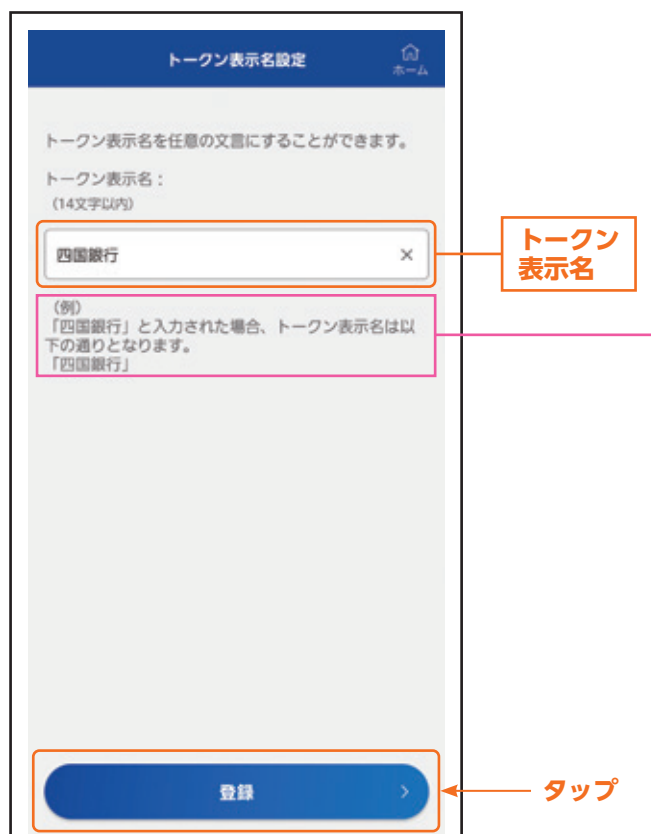 トークン表示名設定
ホーム
トークン表示名を任意の文言にすることができます。
トークン表示名：
（14文字以内）
四国銀行 ×
トークン
表示名
（例）
「四国銀行」と入力された場合、トークン表示名は以
下の通りとなります。
「四国銀行」
登録 >
タップ